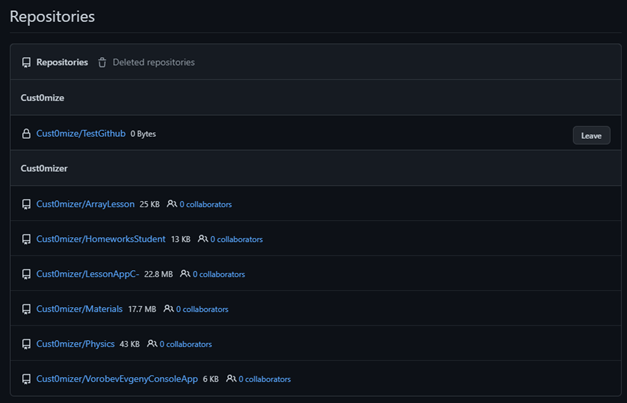 Repositories
Repositories Deleted repositories
Cust0mize
Cust0mize/TestGithub 0 Bytes Leave
Cust0mizer
Cust0mizer/ArrayLesson 25 KB 0 collaborators
Cust0mizer/HomeworksStudent 13 KB 0 collaborators
Cust0mizer/LessonAppC- 22.8 MB 0 collaborators
Cust0mizer/Materials 17.7 MB 0 collaborators
Cust0mizer/Physics 43 KB 0 collaborators
Cust0mizer/VorobevEvgenyConsoleApp 6 KB 0 collaborators